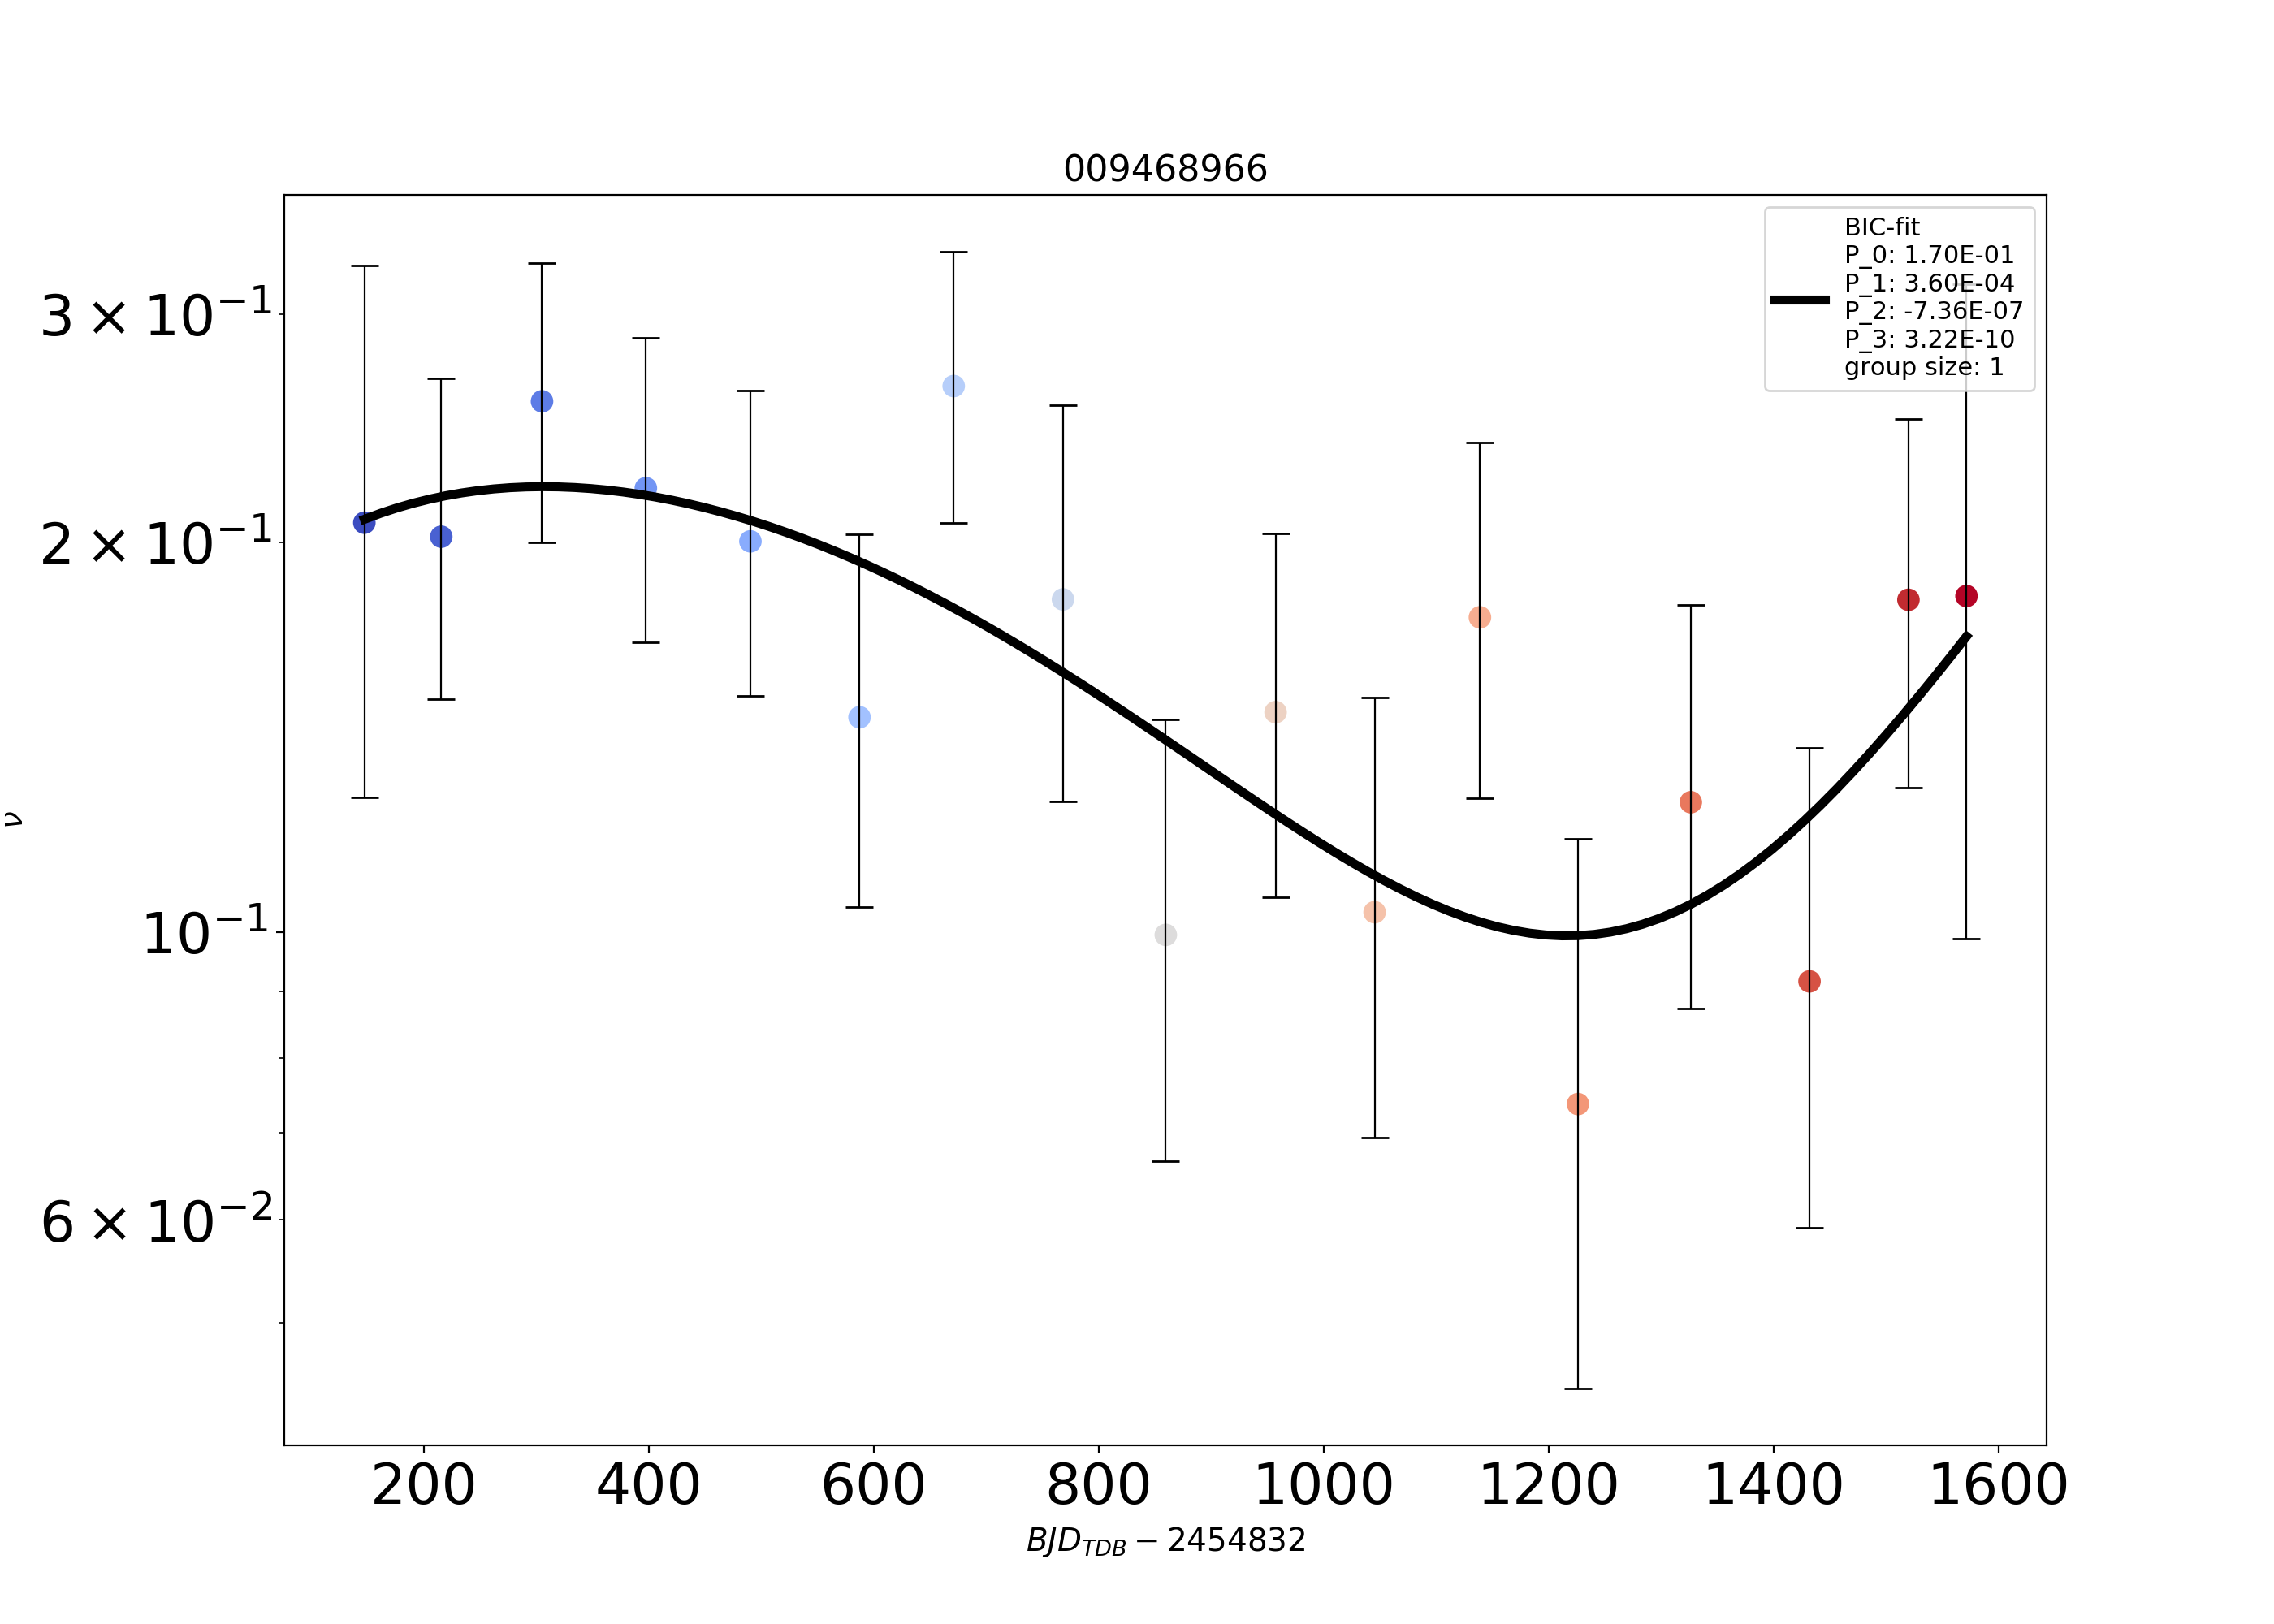 009468966
BIC-fit
P_0: 1.70E-01
P_1: 3.60E-04
P_2: -7.36E-07
P_3: 3.22E-10
group size: 1
3 × 10⁻¹
2 × 10⁻¹
10⁻¹
6 × 10⁻²
ν
200 400 600 800 1000 1200 1400 1600
BJD_TDB − 2454832